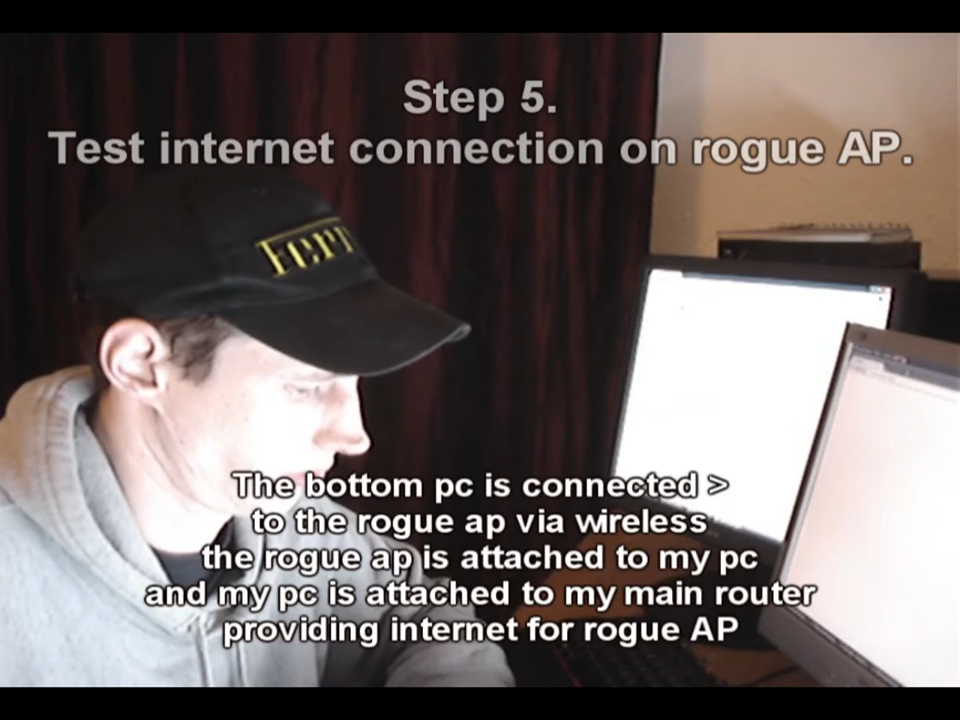 Step 5.
Test internet connection on rogue AP.
Ferr
The bottom pc is connected >
to the rogue ap via wireless
the rogue ap is attached to my pc
and my pc is attached to my main router
providing internet for rogue AP